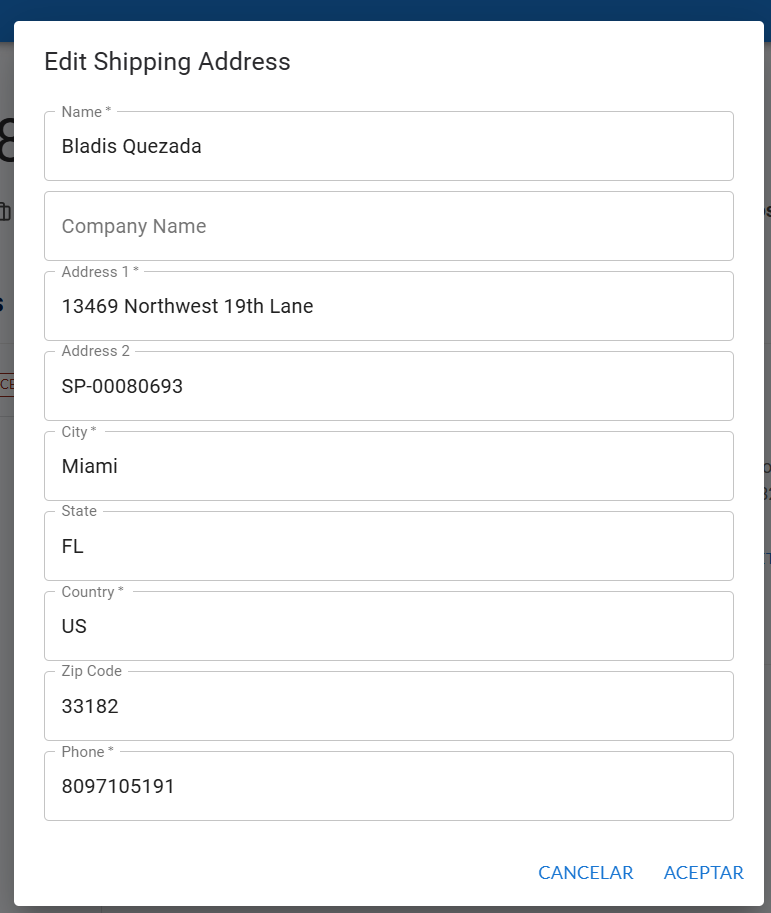 Edit Shipping Address
Name *
Bladis Quezada
Company Name
Address 1 *
13469 Northwest 19th Lane
Address 2
SP-00080693
City *
Miami
State
FL
Country *
US
Zip Code
33182
Phone *
8097105191
CANCELAR ACEPTAR